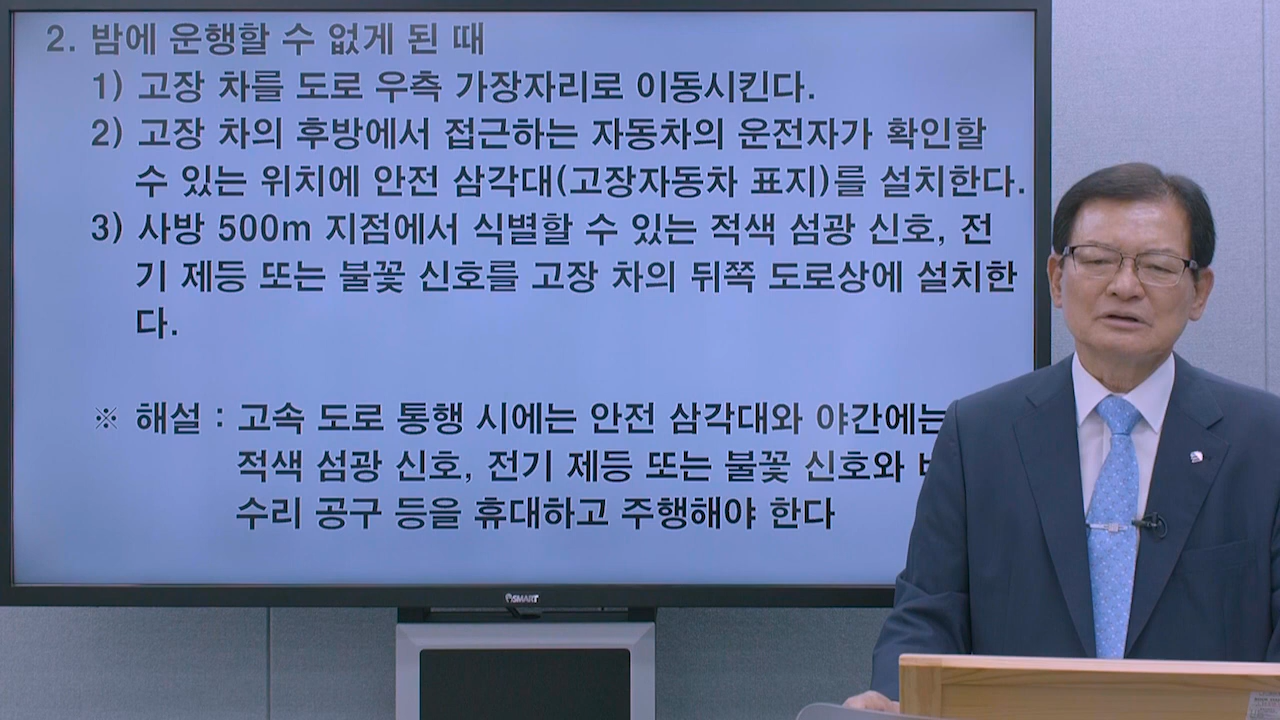 2. 밤에 운행할 수 없게 된 때
1) 고장 차를 도로 우측 가장자리로 이동시킨다.
2) 고장 차의 후방에서 접근하는 자동차의 운전자가 확인할
수 있는 위치에 안전 삼각대(고장자동차 표지)를 설치한다.
3) 사방 500m 지점에서 식별할 수 있는 적색 섬광 신호, 전
기 제등 또는 불꽃 신호를 고장 차의 뒤쪽 도로상에 설치한
다.
※ 해설 : 고속 도로 통행 시에는 안전 삼각대와 야간에는
적색 섬광 신호, 전기 제등 또는 불꽃 신호와
수리 공구 등을 휴대하고 주행해야 한다